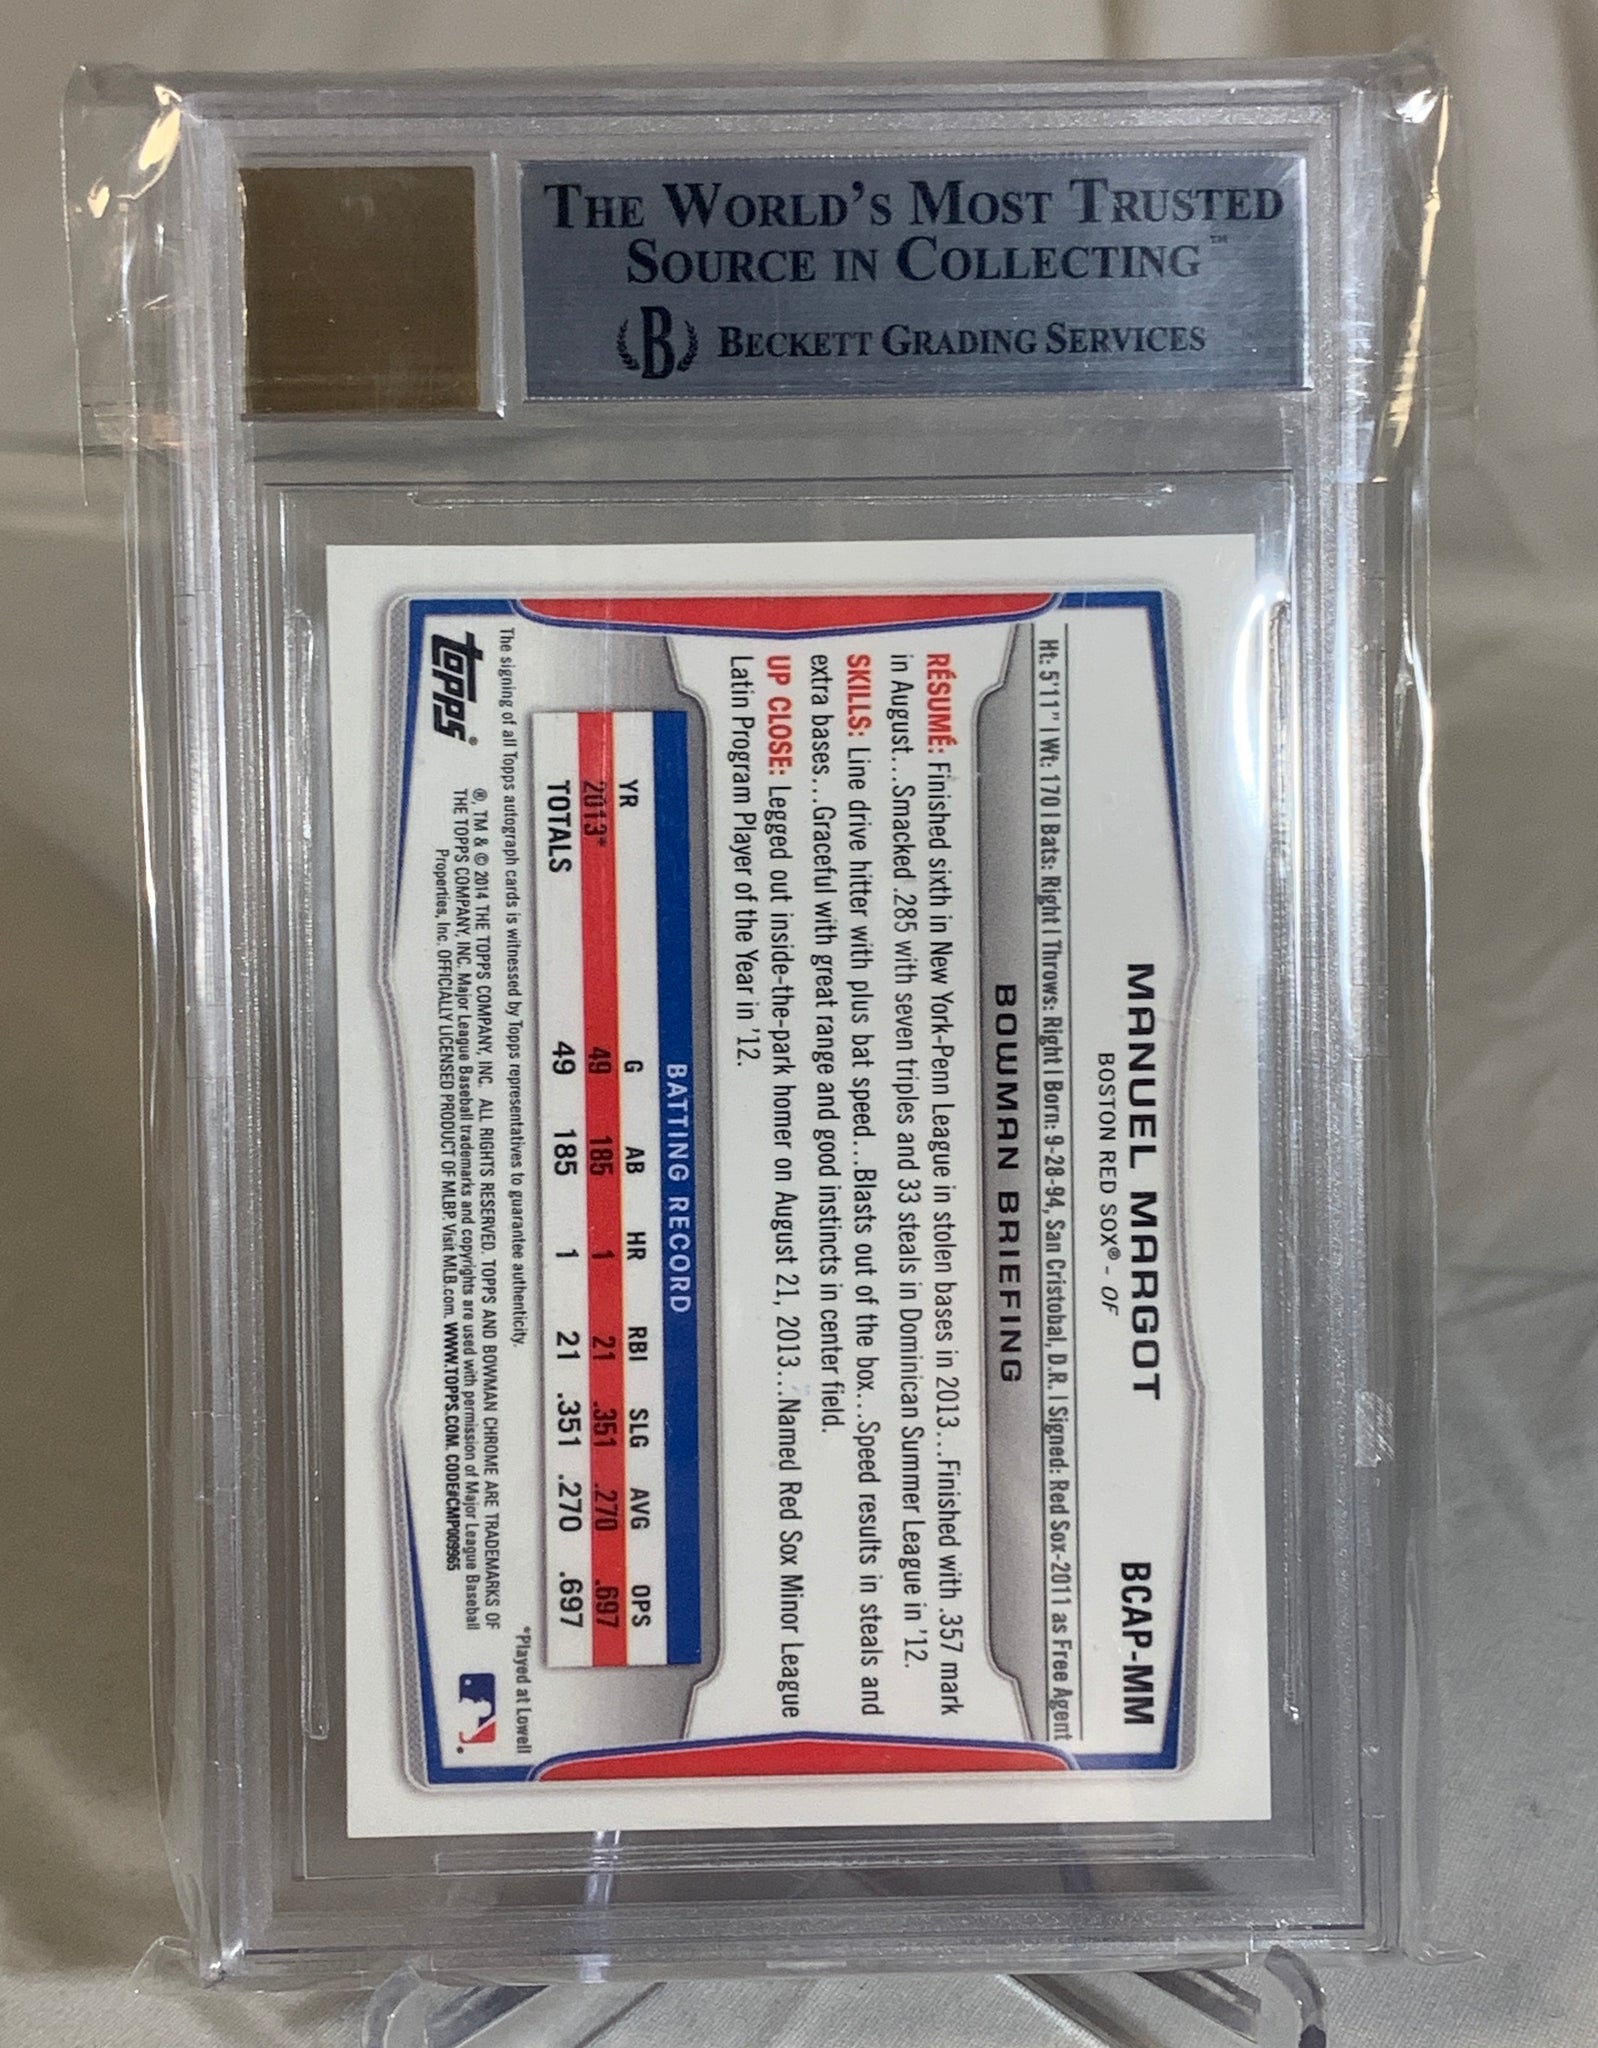 THE WORLD'S MOST TRUSTED
SOURCE IN COLLECTING™
B BECKETT GRADING SERVICES
MANUEL MARGOT
BCAP-MM
BOSTON RED SOX® - OF
Ht: 5'11" | Wt: 170 | Bats: Right | Throws: Right | Born: 9-28-94, San Cristobal, D.R. | Signed: Red Sox-2011 as Free Agent
BOWMAN BRIEFING
RÉSUMÉ: Finished sixth in New York-Penn League in stolen bases in 2013...Finished with .357 mark
in August...Smacked .285 with seven triples and 33 steals in Dominican Summer League in '12.
SKILLS: Line drive hitter with plus bat speed...Blasts out of the box...Speed results in steals and
extra bases...Graceful with great range and good instincts in center field.
UP CLOSE: Legged out inside-the-park homer on August 21, 2013...Named Red Sox Minor League
Latin Program Player of the Year in '12.
BATTING RECORD
YR G AB HR RBI SLG AVG OPS
2013* 49 185 1 21 .351 .270 .697
TOTALS 49 185 1 21 .351 .270 .697
*Played at Lowell
The signing of all Topps autograph cards is witnessed by Topps representatives to guarantee authenticity.
topps®
®, TM & © 2014 THE TOPPS COMPANY, INC. ALL RIGHTS RESERVED. TOPPS AND BOWMAN CHROME ARE TRADEMARKS OF
THE TOPPS COMPANY, INC. Major League Baseball trademarks and copyrights are used with permission of Major League Baseball
Properties, Inc. OFFICIALLY LICENSED PRODUCT OF MLBP. Visit MLB.com. WWW.TOPPS.COM. CODE#CMP009965